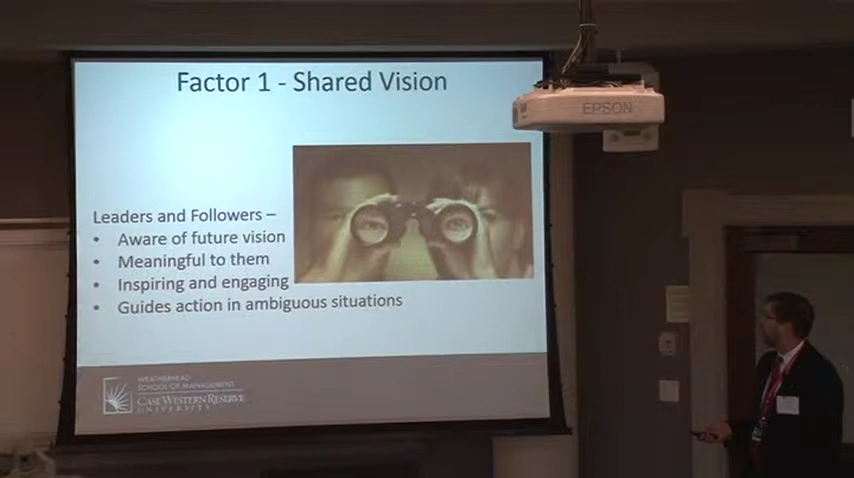 Factor 1 - Shared Vision
EPSON
Leaders and Followers –
• Aware of future vision
• Meaningful to them
• Inspiring and engaging
• Guides action in ambiguous situations
WEATHERHEAD
SCHOOL OF MANAGEMENT
CASE WESTERN RESERVE
UNIVERSITY